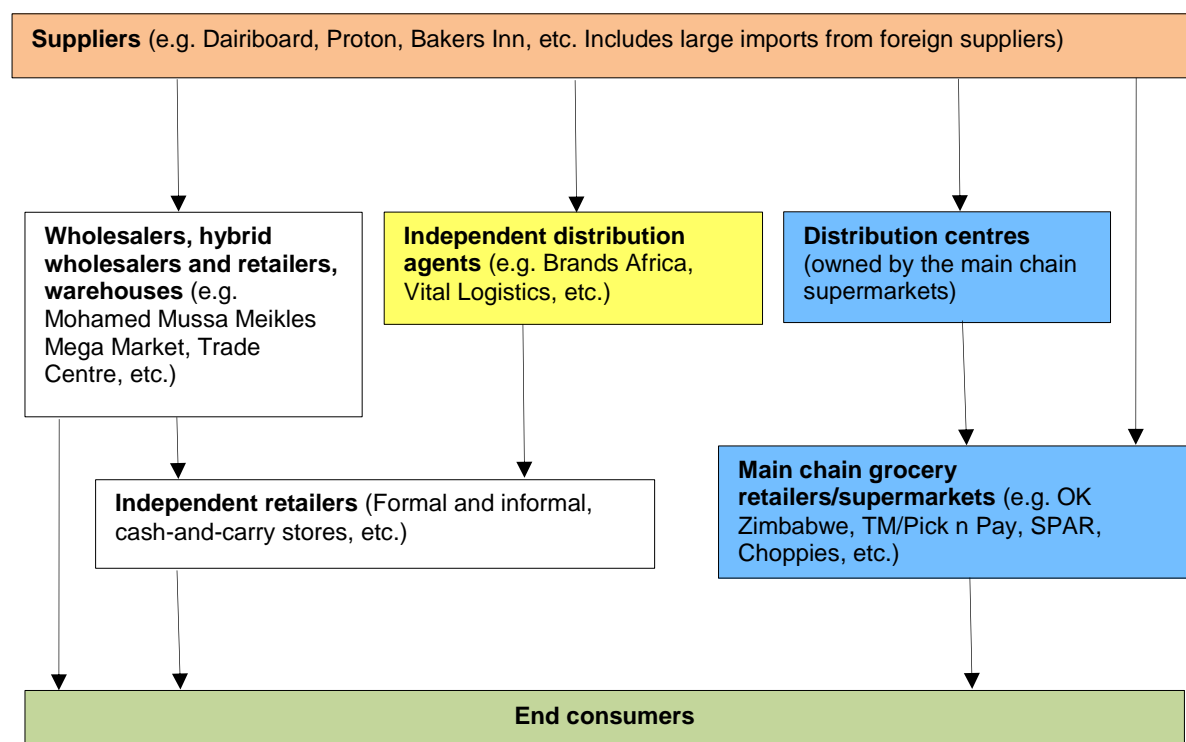 Suppliers (e.g. Dairiboard, Proton, Bakers Inn, etc. Includes large imports from foreign suppliers)
Wholesalers, hybrid
wholesalers and retailers,
warehouses (e.g.
Mohamed Mussa Meikles
Mega Market, Trade
Centre, etc.)
Independent distribution
agents (e.g. Brands Africa,
Vital Logistics, etc.)
Distribution centres
(owned by the main chain
supermarkets)
Independent retailers (Formal and informal,
cash-and-carry stores, etc.)
Main chain grocery
retailers/supermarkets (e.g. OK
Zimbabwe, TM/Pick n Pay, SPAR,
Choppies, etc.)
End consumers